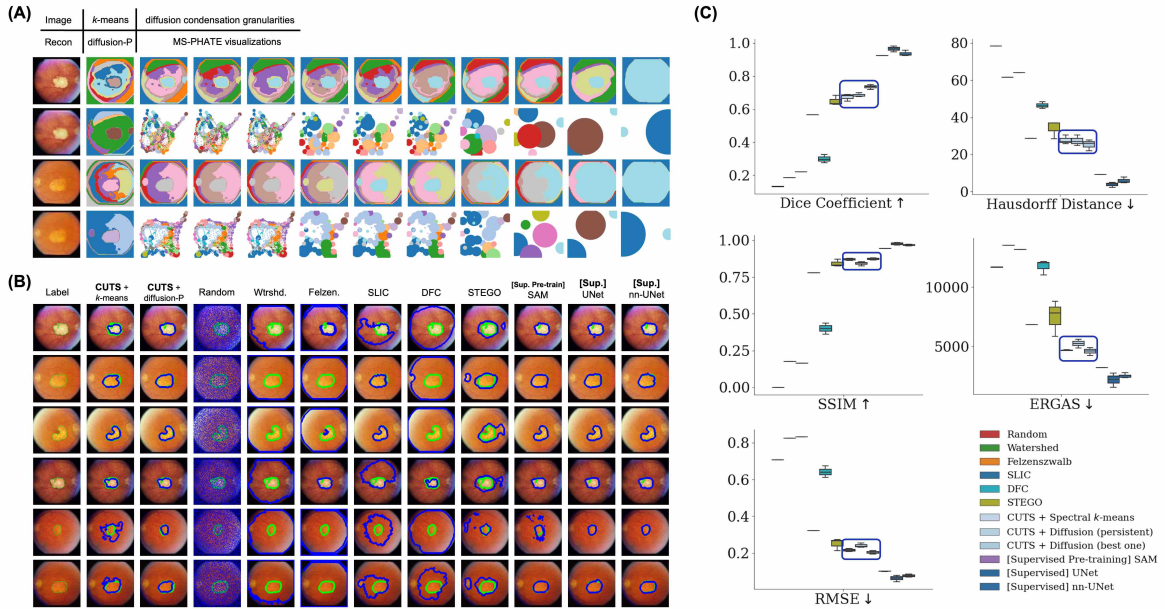 (A)
Image k-means diffusion condensation granularities
Recon diffusion-P MS-PHATE visualizations
(B)
Label CUTS + k-means CUTS + diffusion-P Random Wtrshd. Felzen. SLIC DFC STEGO [Sup. Pre-train] SAM [Sup.] UNet [Sup.] nn-UNet
(C)
1.0
0.8
0.6
0.4
0.2
Dice Coefficient ↑
80
60
40
20
0
Hausdorff Distance ↓
1.00
0.75
0.50
0.25
0.00
SSIM ↑
10000
5000
ERGAS ↓
0.8
0.6
0.4
0.2
RMSE ↓
Random
Watershed
Felzenszwalb
SLIC
DFC
STEGO
CUTS + Spectral k-means
CUTS + Diffusion (persistent)
CUTS + Diffusion (best one)
[Supervised Pre-training] SAM
[Supervised] UNet
[Supervised] nn-UNet